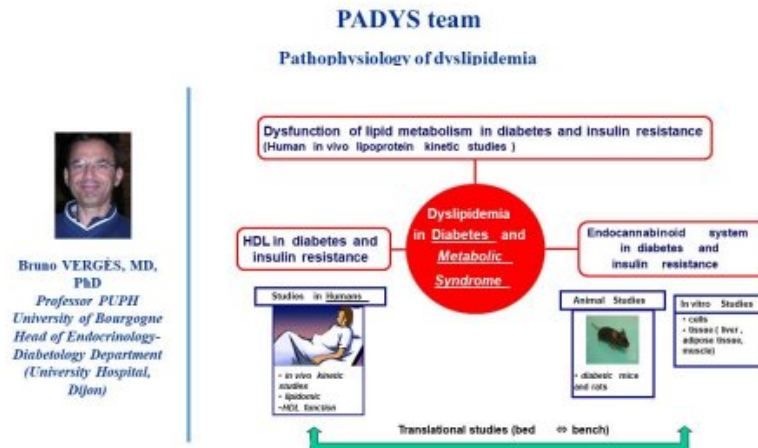 PADYS team
Pathophysiology of dyslipidemia
Bruno VERGÈS, MD,
PhD
Professor PUPH
University of Bourgogne
Head of Endocrinology-
Diabetology Department
(University Hospital,
Dijon)
Dysfunction of lipid metabolism in diabetes and insulin resistance
(Human in vivo lipoprotein kinetic studies )
Dyslipidemia
in Diabetes and
Metabolic
Syndrome
HDL in diabetes and
insulin resistance
Endocannabinoid system
in diabetes and
insulin resistance
Studies in Humans
• in vivo kinetic
studies
• lipidomic
• HDL function
Animal Studies
• diabetic mice
and rats
In vitro Studies
• cells
• tissue ( liver ,
adipose tissue,
muscle)
Translational studies (bed ⇔ bench)